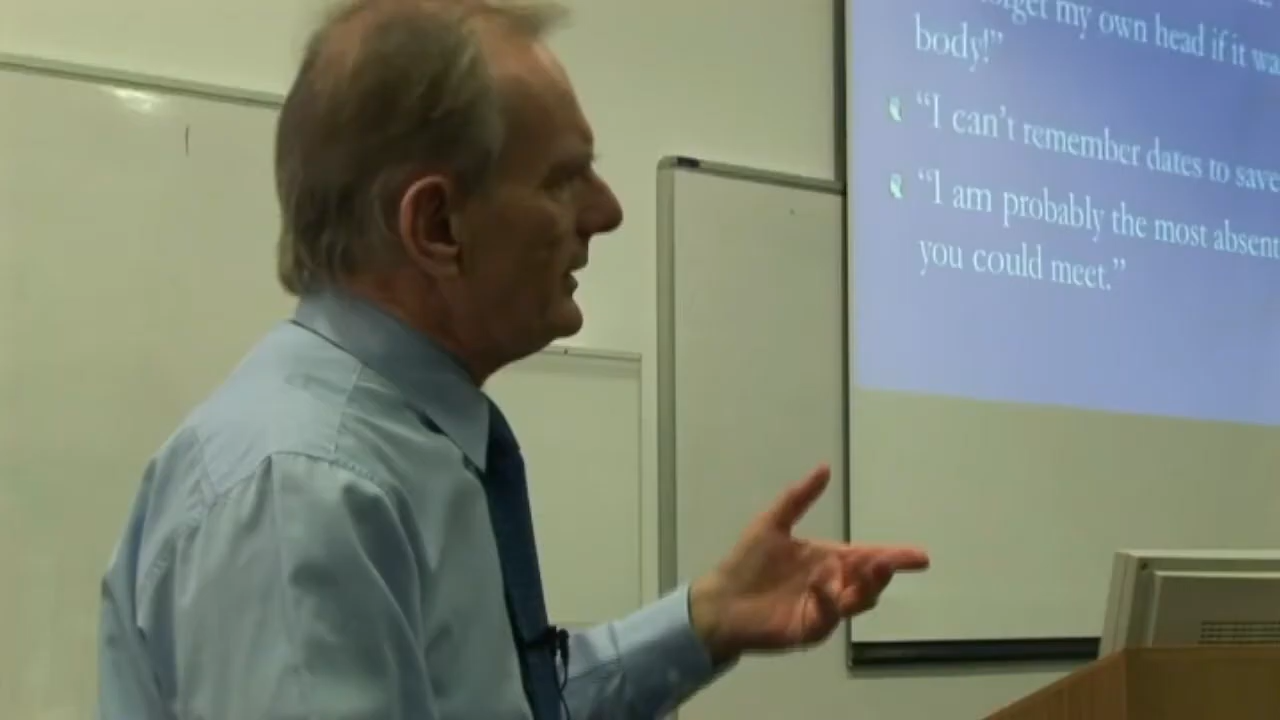 forget my own head if it wa
body!”
“I can’t remember dates to save
“I am probably the most absent
you could meet.”